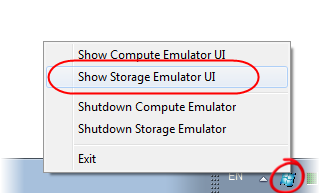 Show Compute Emulator UI
Show Storage Emulator UI
Shutdown Compute Emulator
Shutdown Storage Emulator
Exit
EN